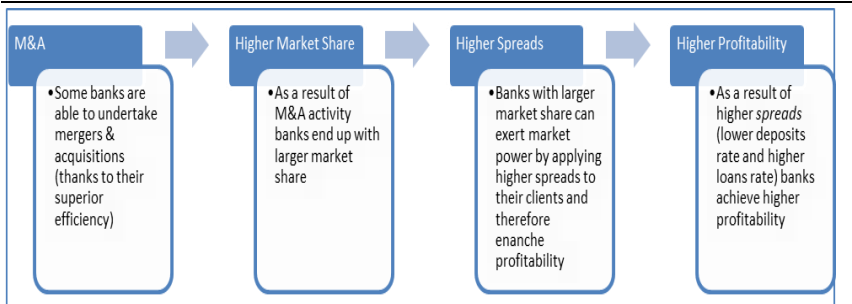 M&A
•Some banks are
able to undertake
mergers &
acquisitions
(thanks to their
superior
efficiency)
Higher Market Share
•As a result of
M&A activity
banks end up with
larger market
share
Higher Spreads
•Banks with larger
market share can
exert market
power by applying
higher spreads to
their clients and
therefore
enanche
profitability
Higher Profitability
•As a result of
higher spreads
(lower deposits
rate and higher
loans rate) banks
achieve higher
profitability